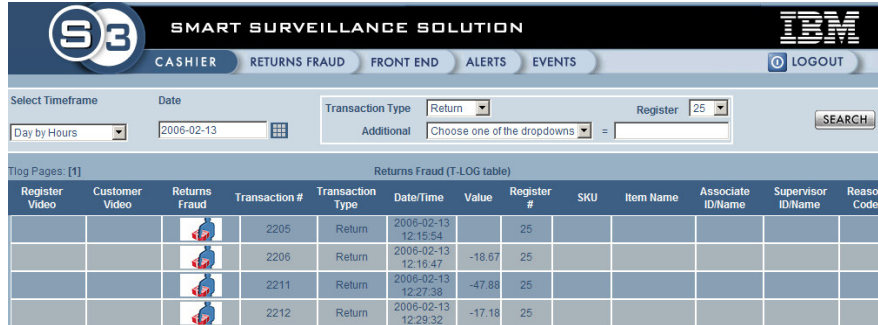 S3 SMART SURVEILLANCE SOLUTION IBM
CASHIER RETURNS FRAUD FRONT END ALERTS EVENTS LOGOUT
Select Timeframe Date Transaction Type Return Register 25
Day by Hours 2006-02-13 Additional Choose one of the dropdowns = SEARCH
Tlog Pages: [1] Returns Fraud (T-LOG table)
Register Video Customer Video Returns Fraud Transaction # Transaction Type Date/Time Value Register # SKU Item Name Associate ID/Name Supervisor ID/Name Reaso Code
2205 Return 2006-02-13 12:15:54 25
2206 Return 2006-02-13 12:16:47 -18.67 25
2211 Return 2006-02-13 12:27:38 -47.88 25
2212 Return 2006-02-13 12:29:32 -17.18 25